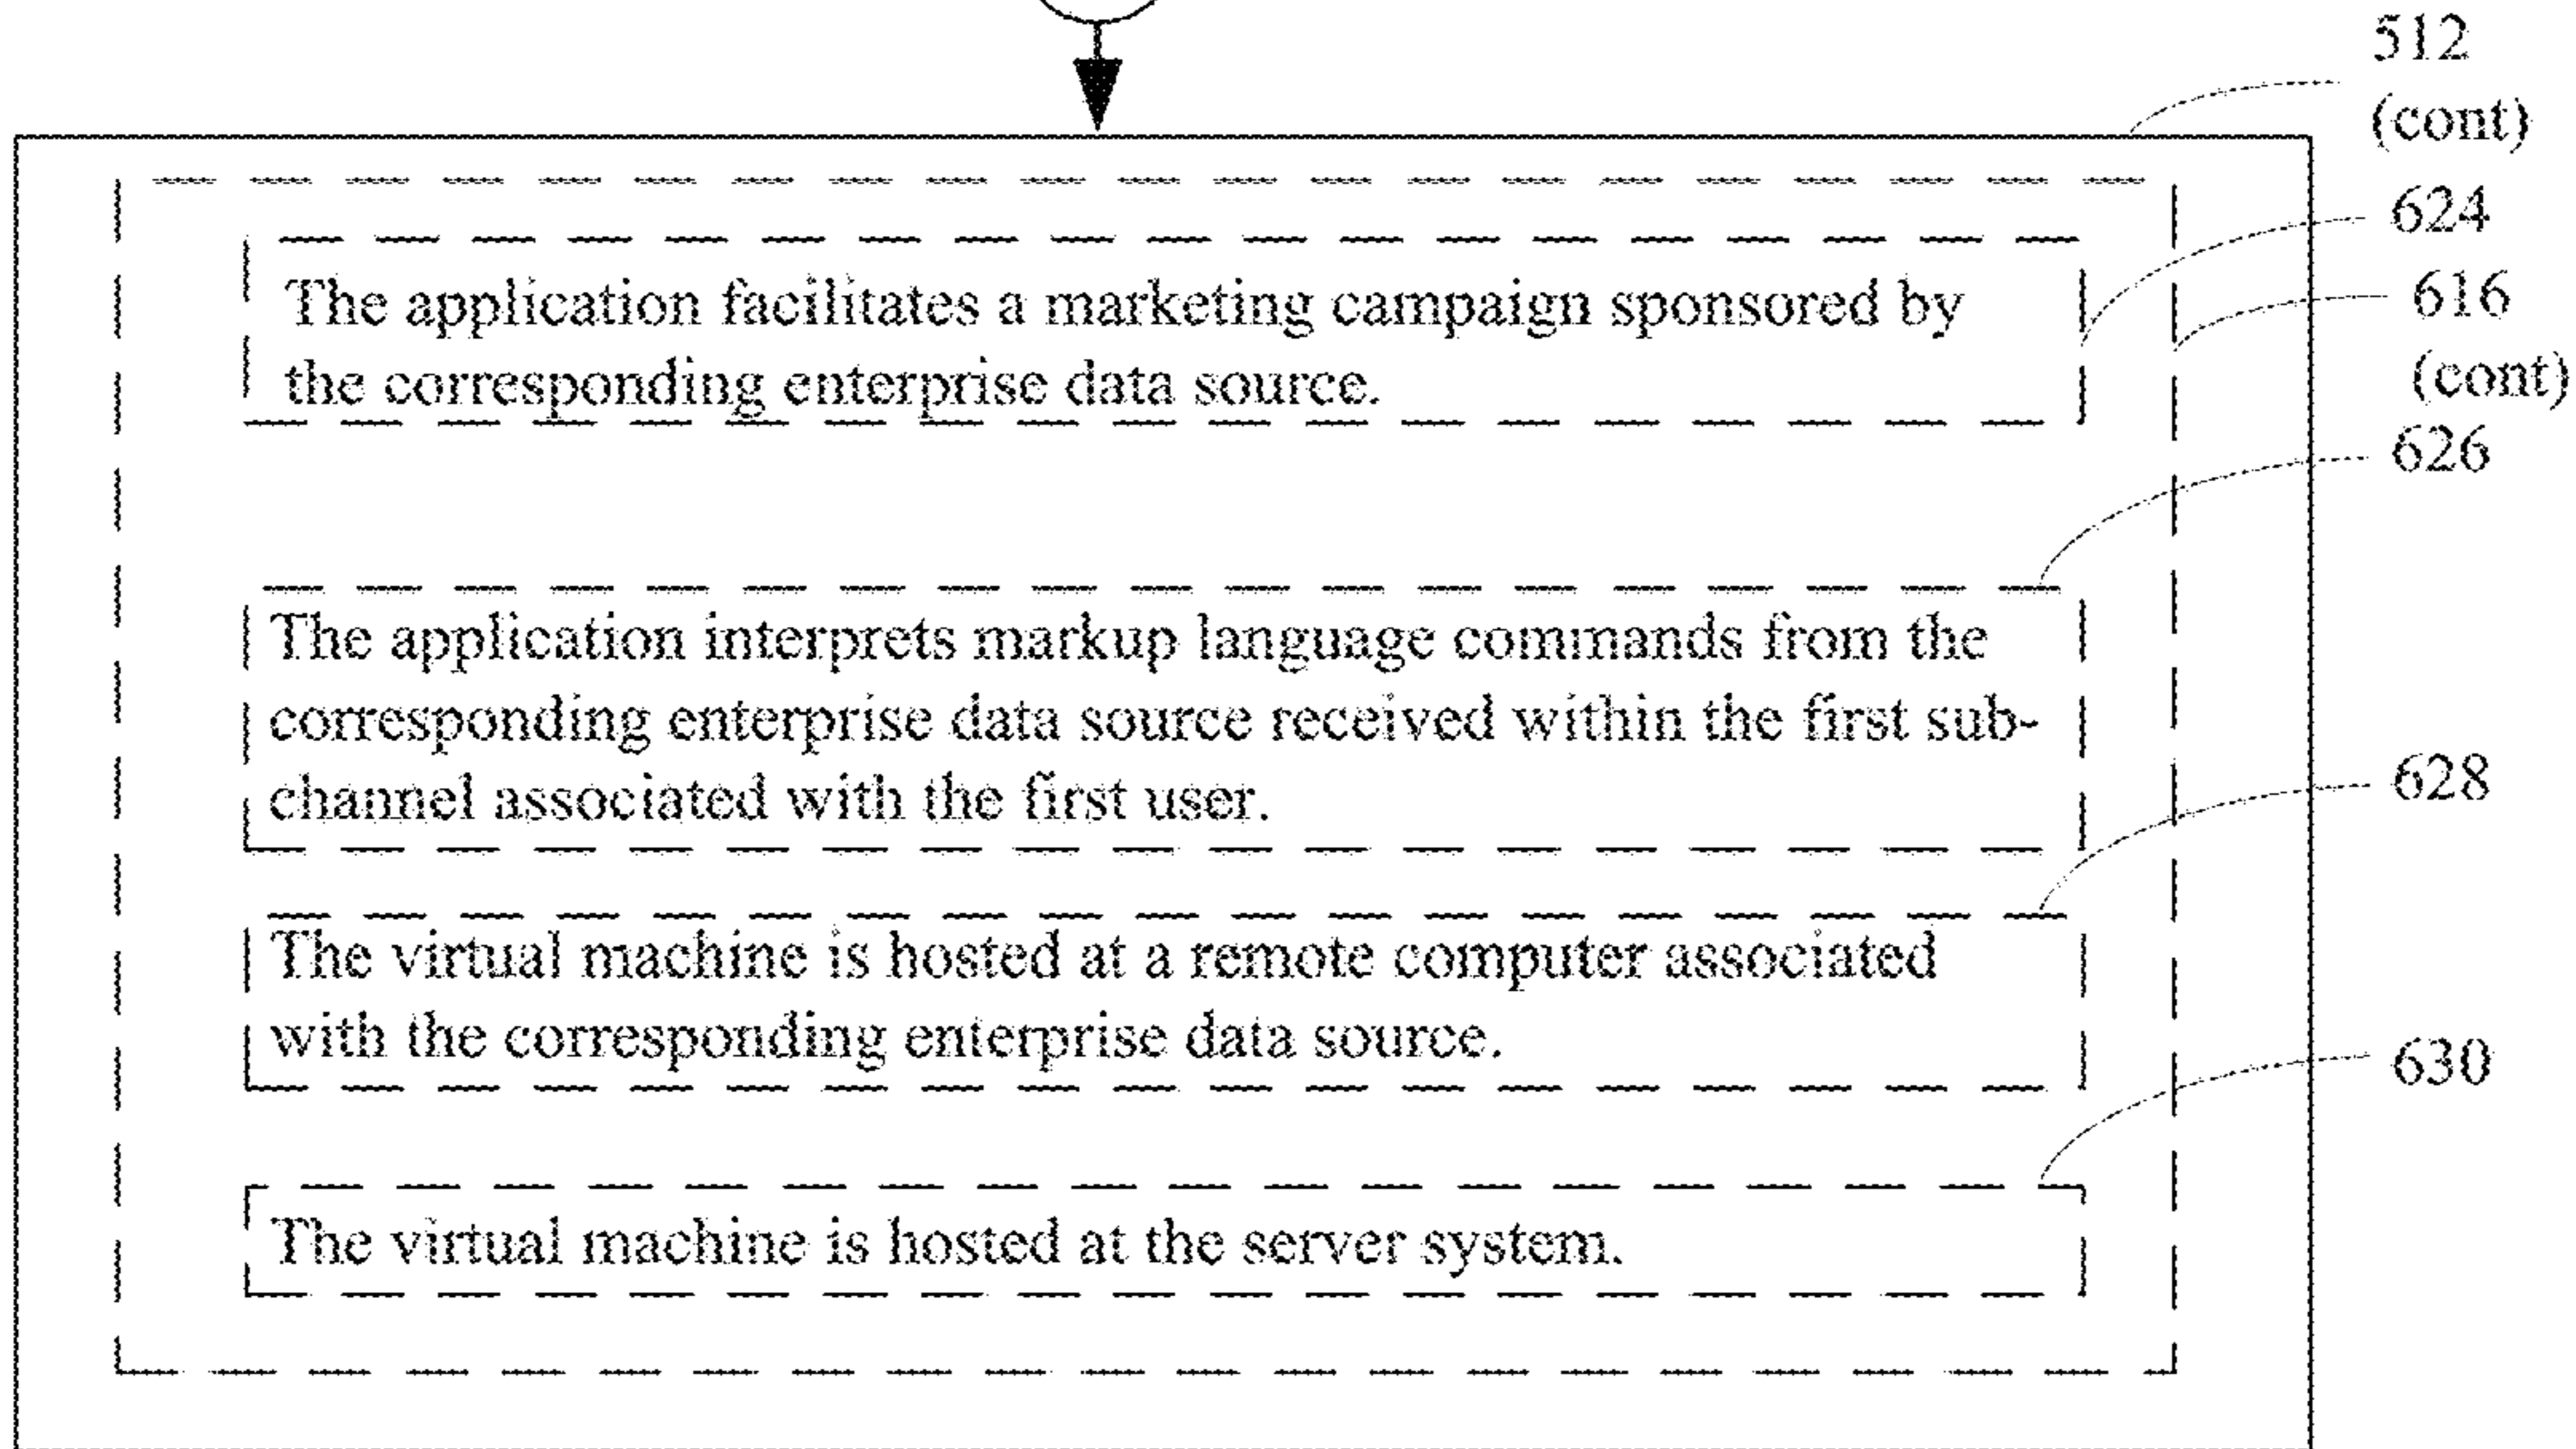 512
(cont)
624
The application facilitates a marketing campaign sponsored by
616
the corresponding enterprise data source.
(cont)
626
The application interprets markup language commands from the
corresponding enterprise data source received within the first sub-
channel associated with the first user.
628
The virtual machine is hosted at a remote computer associated
with the corresponding enterprise data source.
630
The virtual machine is hosted at the server system.